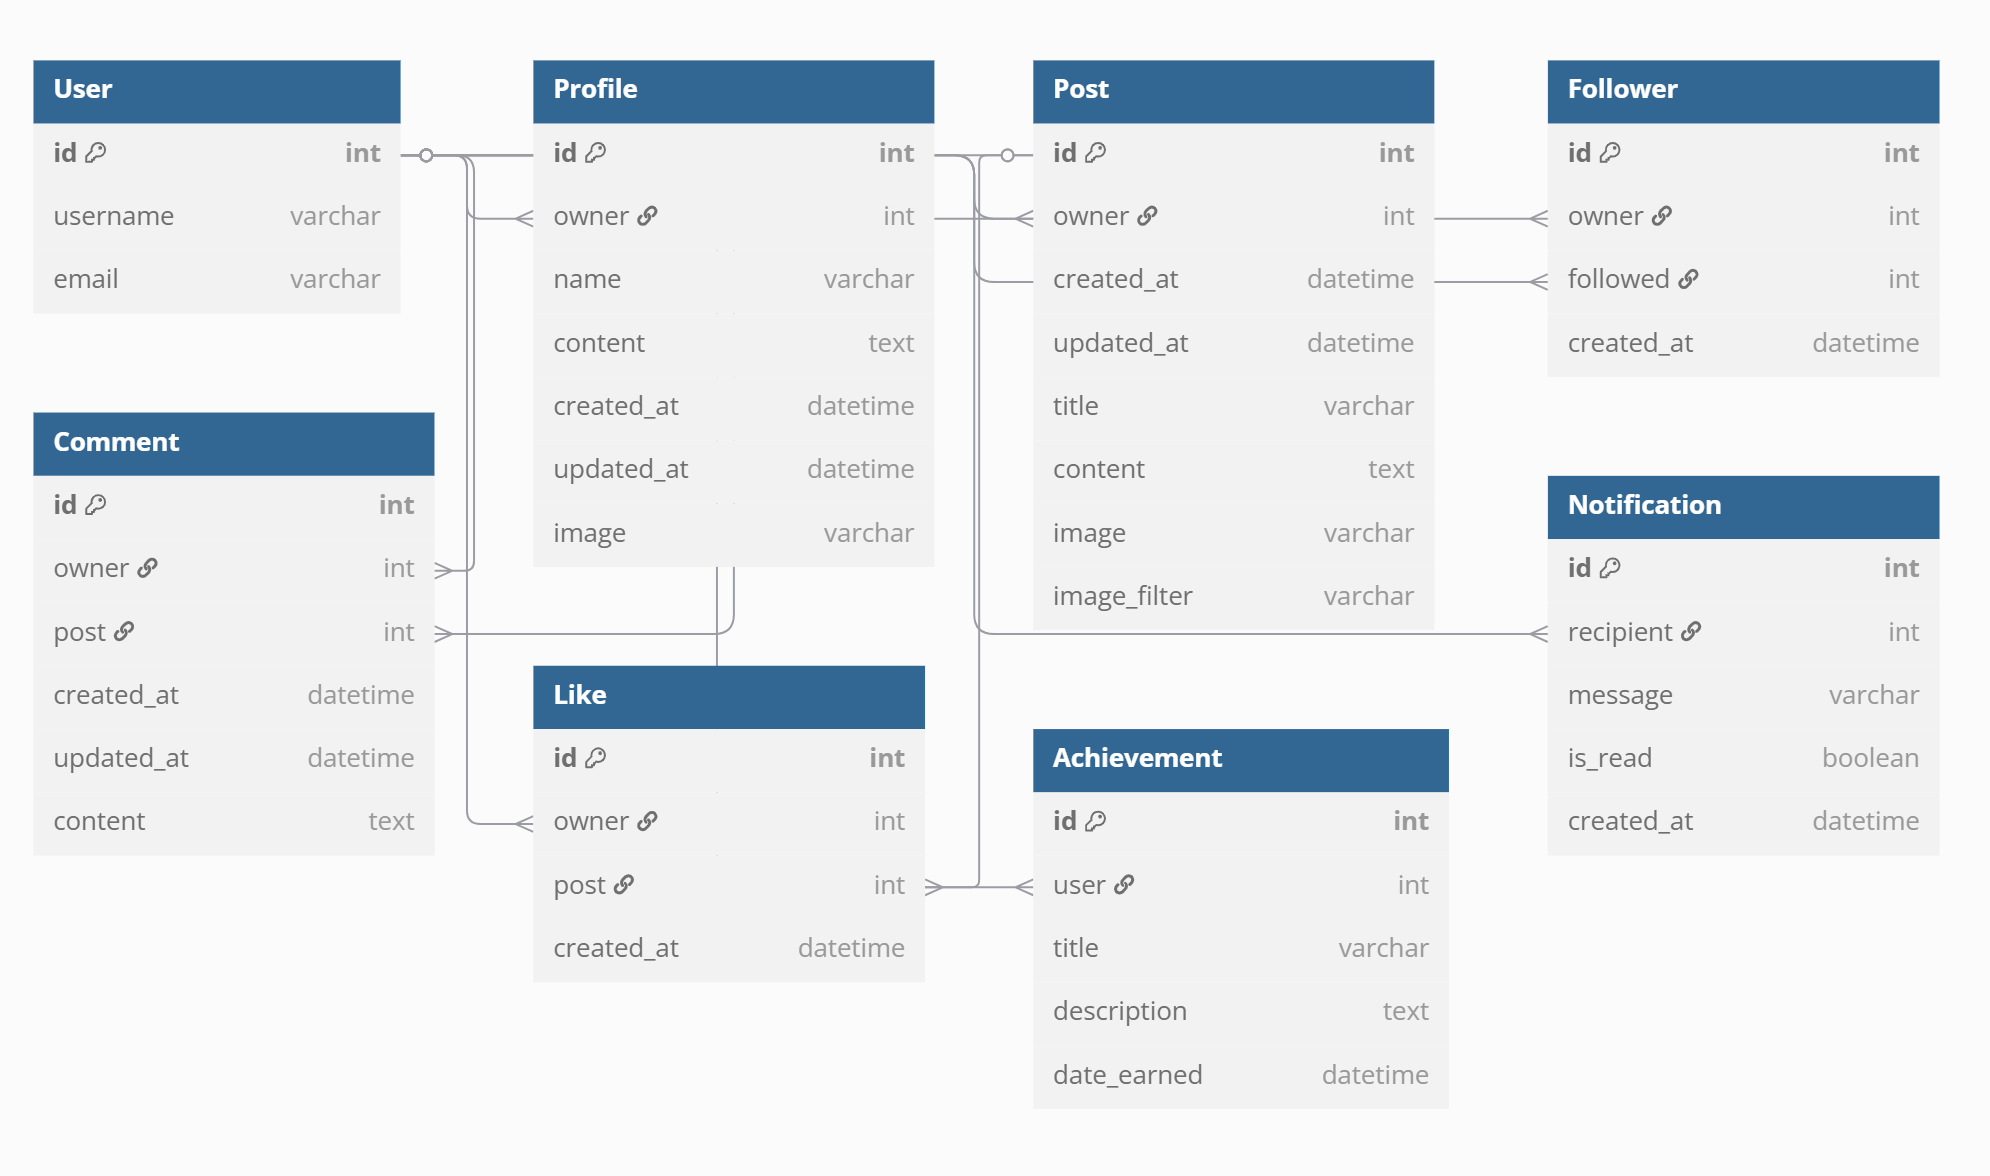 User
id int
username varchar
email varchar
Profile
id int
owner int
name varchar
content text
created_at datetime
updated_at datetime
image varchar
Post
id int
owner int
created_at datetime
updated_at datetime
title varchar
content text
image varchar
image_filter varchar
Follower
id int
owner int
followed int
created_at datetime
Comment
id int
owner int
post int
created_at datetime
updated_at datetime
content text
Like
id int
owner int
post int
created_at datetime
Achievement
id int
user int
title varchar
description text
date_earned datetime
Notification
id int
recipient int
message varchar
is_read boolean
created_at datetime